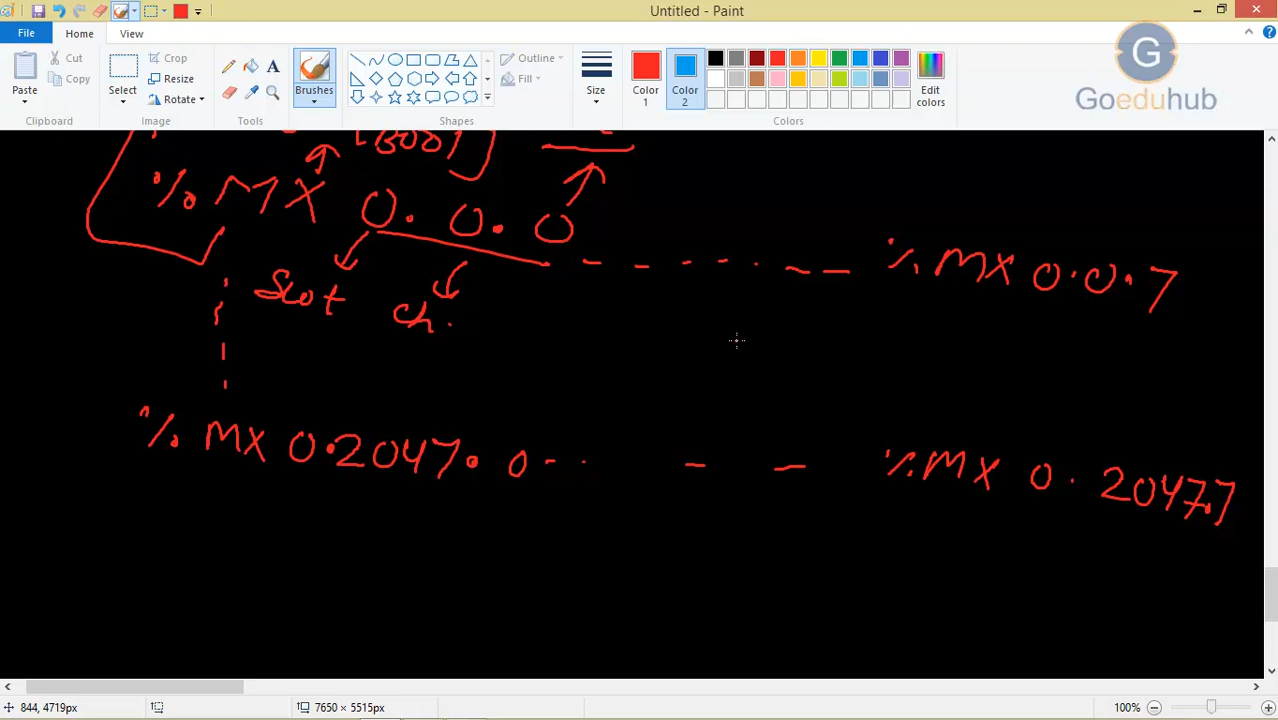 Untitled - Paint
File Home View
Paste Cut Copy
Clipboard
Select Crop Resize Rotate
Image
A
Tools
Brushes
Outline Fill
Shapes
Size
Color 1
Color 2
Edit colors
Colors
G
Goeduhub
[BOOl]
% MX 0.0.0
% MX 0.0.7
Slot
Ch.
% MX 0.2047.0
% MX 0.2047.7
844, 4719px
7650 × 5515px
100%